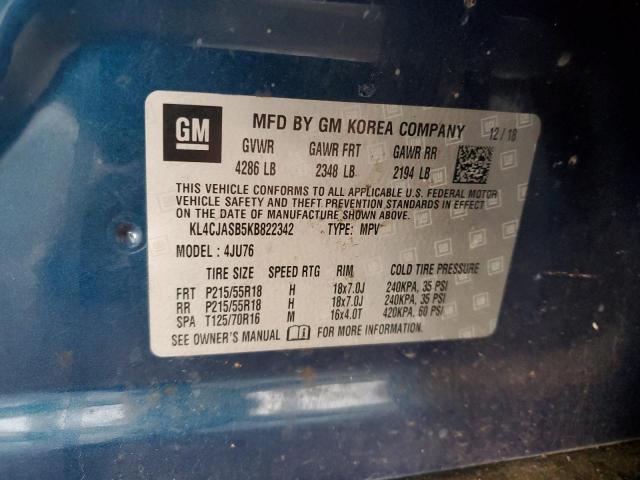 GM
MFD BY GM KOREA COMPANY 12/18
GVWR GAWR FRT GAWR RR
4286 LB 2348 LB 2194 LB
THIS VEHICLE CONFORMS TO ALL APPLICABLE U.S. FEDERAL MOTOR
VEHICLE SAFETY AND THEFT PREVENTION STANDARDS IN EFFECT
ON THE DATE OF MANUFACTURE SHOWN ABOVE.
KL4CJASB5KB822342 TYPE: MPV
MODEL: 4JU76
TIRE SIZE SPEED RTG RIM COLD TIRE PRESSURE
FRT P215/55R18 H 18x7.0J 240KPA, 35 PSI
RR P215/55R18 H 18x7.0J 240KPA, 35 PSI
SPA T125/70R16 M 16x4.0T 420KPA, 60 PSI
SEE OWNER'S MANUAL FOR MORE INFORMATION.